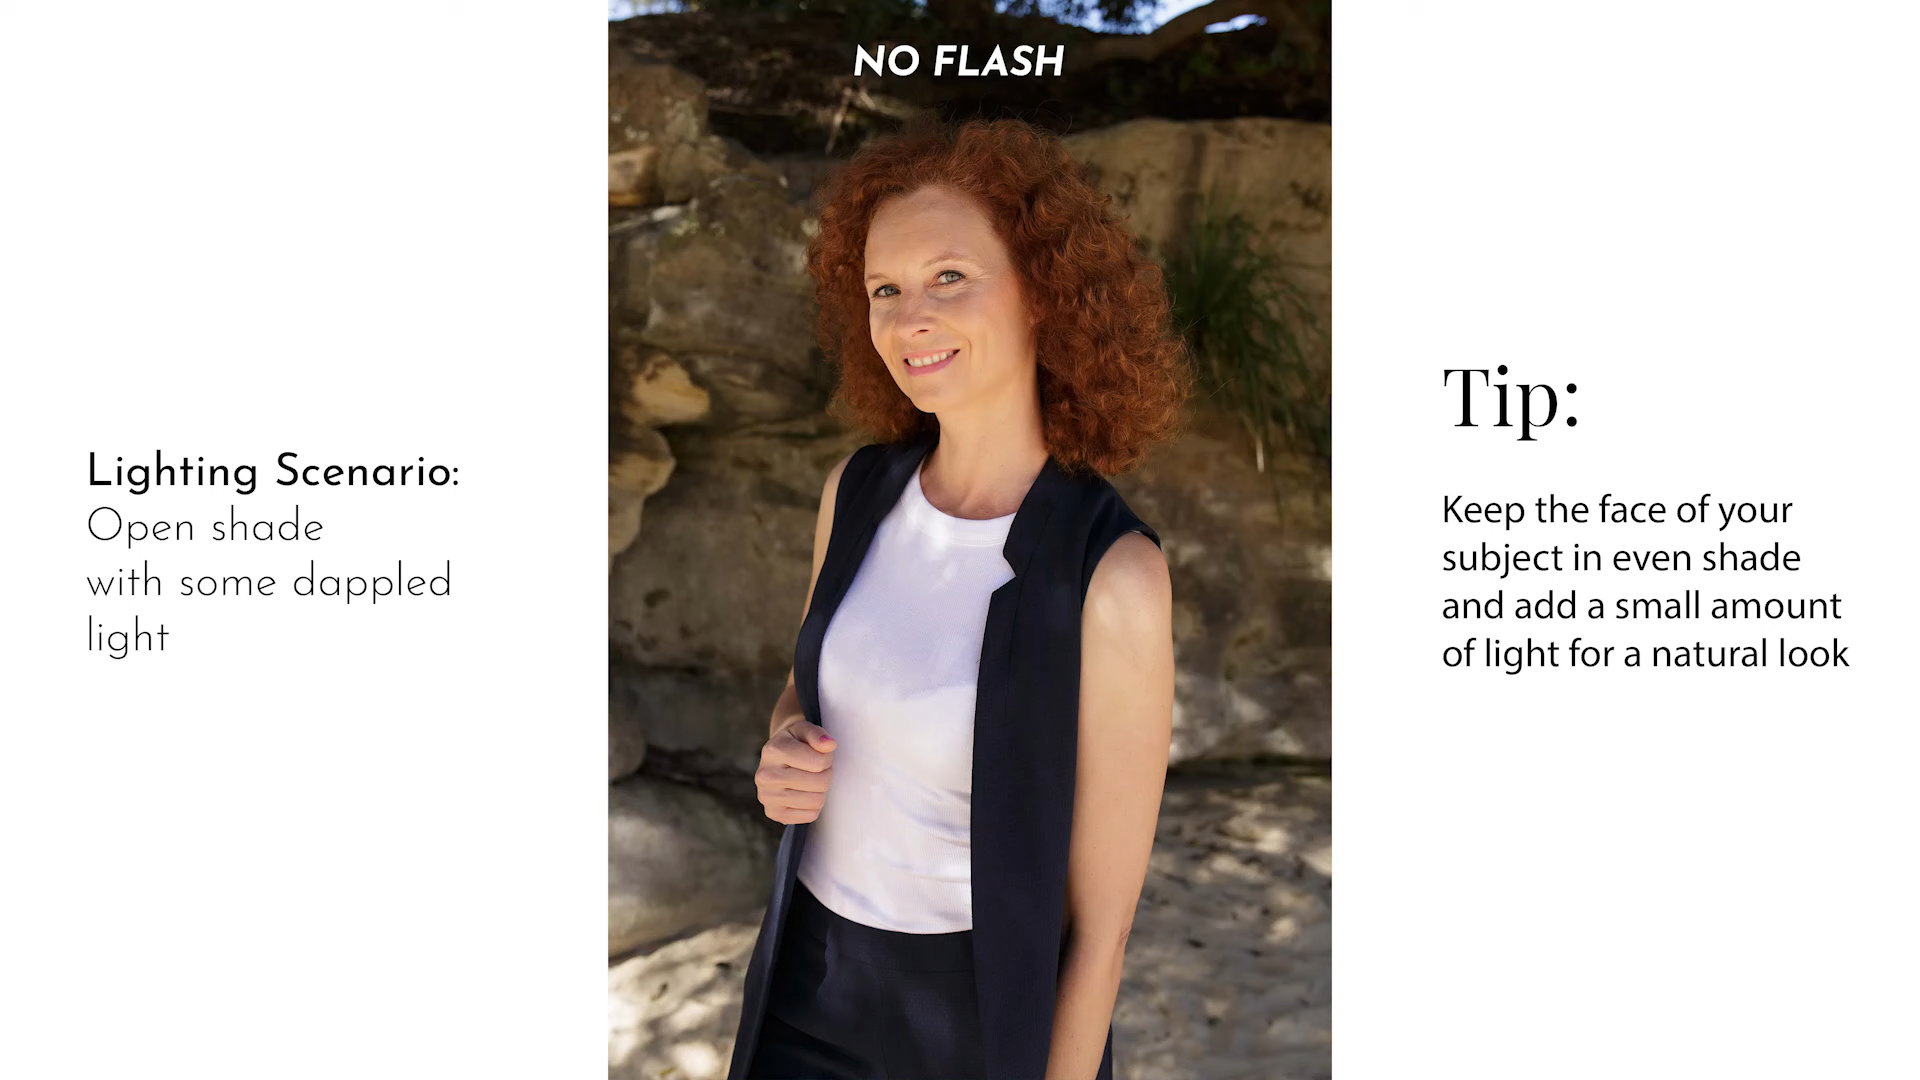 NO FLASH
Lighting Scenario:
Open shade
with some dappled
light
Tip:
Keep the face of your
subject in even shade
and add a small amount
of light for a natural look